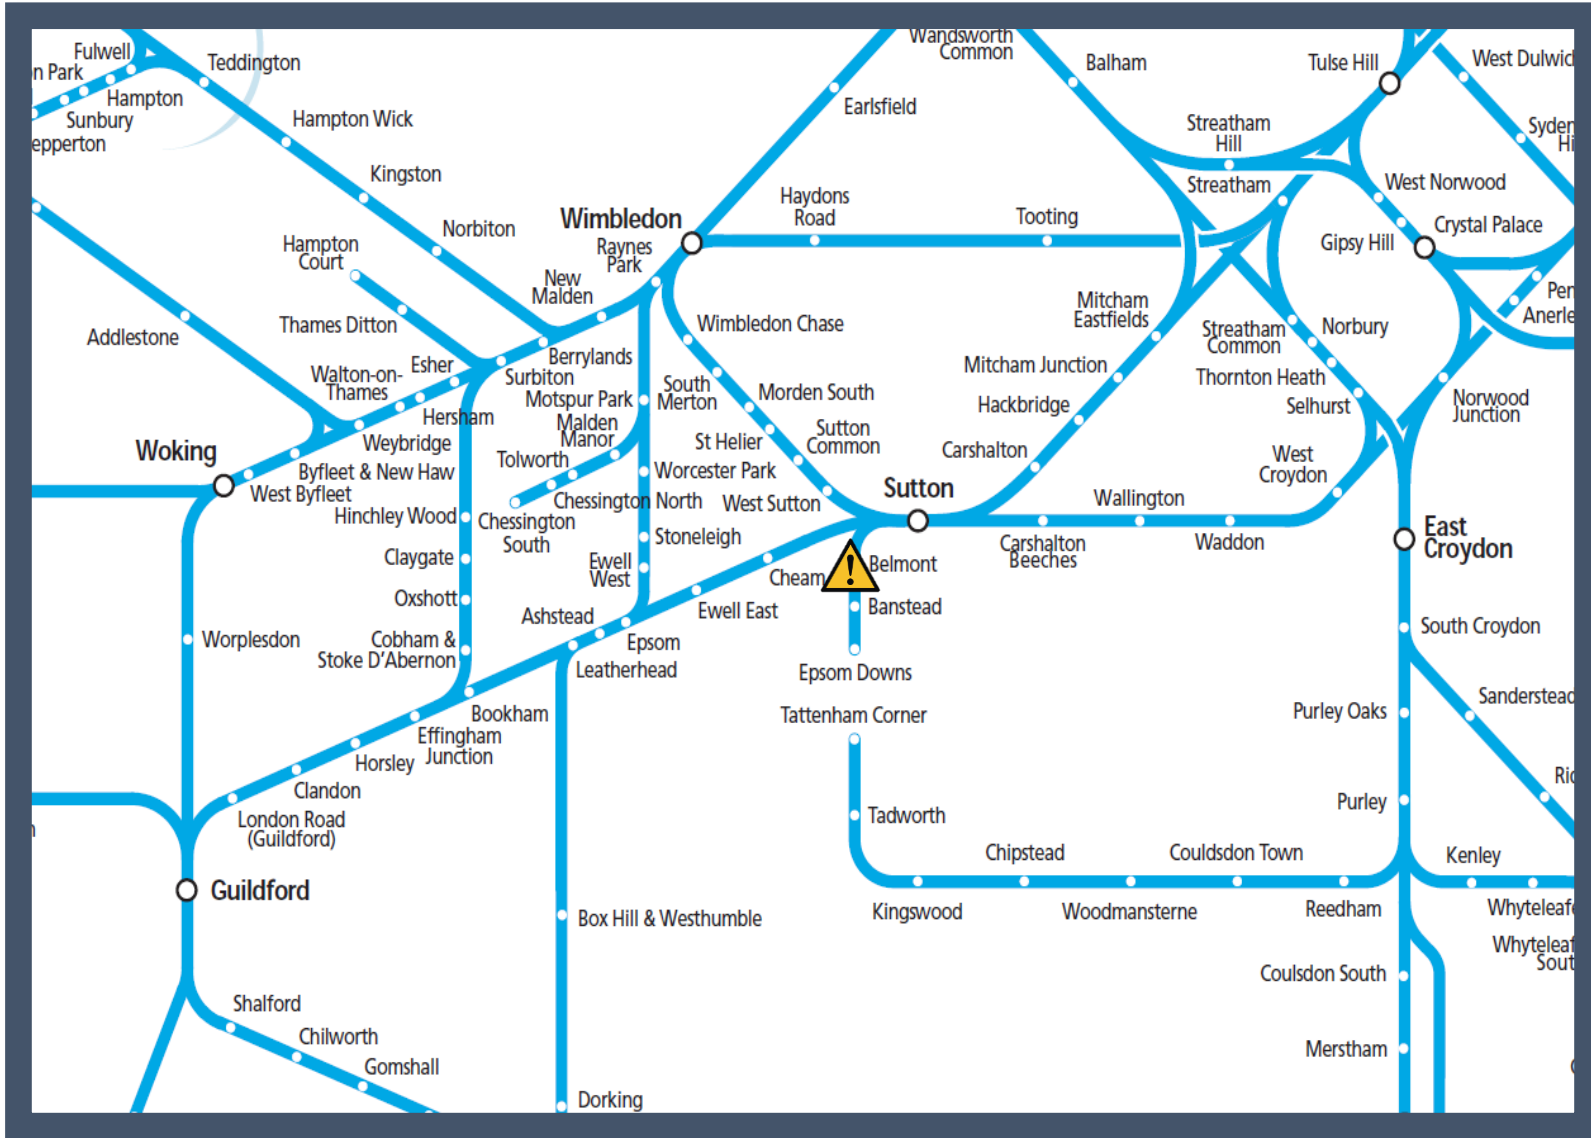 Fulwell
Teddington
n Park
Hampton
Sunbury
epperton
Hampton Wick
Kingston
Norbiton
Wandsworth
Common
Balham
Earlsfield
Tulse Hill
West Dulwic
Streatham
Hill
Streatham
Syden
Hi
West Norwood
Gipsy Hill
Crystal Palace
Haydons
Road
Tooting
Wimbledon
Raynes
Park
New
Malden
Hampton
Court
Thames Ditton
Addlestone
Esher
Walton-on-
Thames
Berrylands
Surbiton
Hersham
Weybridge
Woking
Byfleet & New Haw
West Byfleet
Motspur Park
Malden
Manor
Tolworth
Chessington North
Chessington
South
South
Merton
Wimbledon Chase
Morden South
St Helier
Sutton
Common
Worcester Park
West Sutton
Stoneleigh
Ewell
West
Mitcham
Eastfields
Mitcham Junction
Hackbridge
Carshalton
Streatham
Common
Norbury
Thornton Heath
Selhurst
Pen
Anerle
Norwood
Junction
West
Croydon
Sutton
Wallington
Carshalton
Beeches
Waddon
East
Croydon
Hinchley Wood
Claygate
Oxshott
Cobham &
Stoke D'Abernon
Worplesdon
Ashstead
Epsom
Leatherhead
Ewell East
Cheam
!
Belmont
Banstead
Epsom Downs
Tattenham Corner
Tadworth
Bookham
Effingham
Junction
Horsley
Clandon
London Road
(Guildford)
Guildford
South Croydon
Sanderstead
Purley Oaks
Purley
Ric
Chipstead
Couldsdon Town
Kenley
Kingswood
Woodmansterne
Reedham
Whyteleafe
Whyteleaf
Sout
Box Hill & Westhumble
Coulsdon South
Merstham
Shalford
Chilworth
Gomshall
Dorking